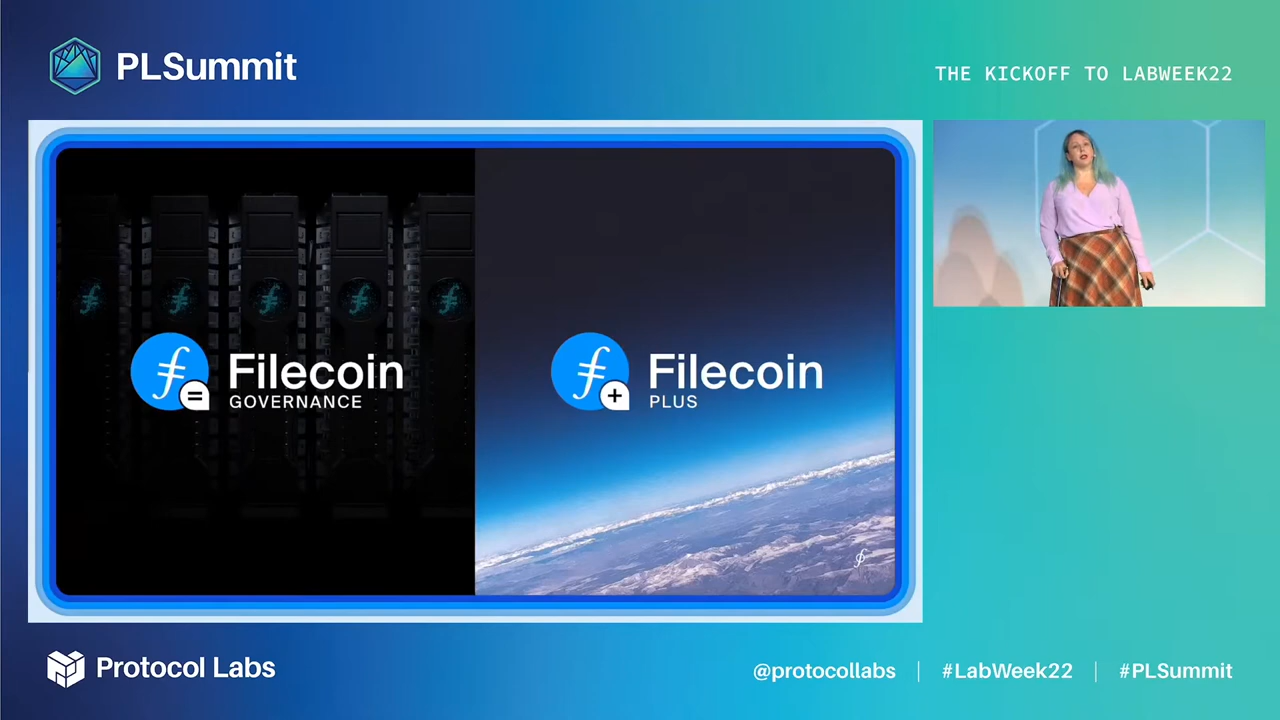 PLSummit
THE KICKOFF TO LABWEEK22
Filecoin
GOVERNANCE
Filecoin
PLUS
Protocol Labs
@protocollabs | #LabWeek22 | #PLSummit